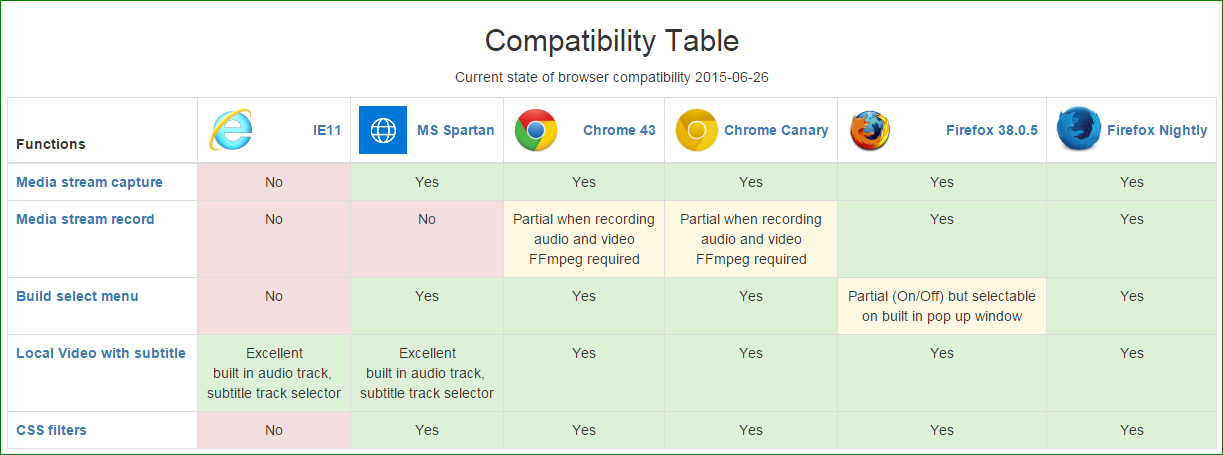 Compatibility Table
Current state of browser compatibility 2015-06-26
Functions IE11 MS Spartan Chrome 43 Chrome Canary Firefox 38.0.5 Firefox Nightly
Media stream capture No Yes Yes Yes Yes Yes
Media stream record No No Partial when recording Partial when recording Yes Yes
audio and video audio and video
FFmpeg required FFmpeg required
Build select menu No Yes Yes Yes Partial (On/Off) but selectable Yes
on built in pop up window
Local Video with subtitle Excellent Excellent Yes Yes Yes Yes
built in audio track, built in audio track,
subtitle track selector subtitle track selector
CSS filters No Yes Yes Yes Yes Yes